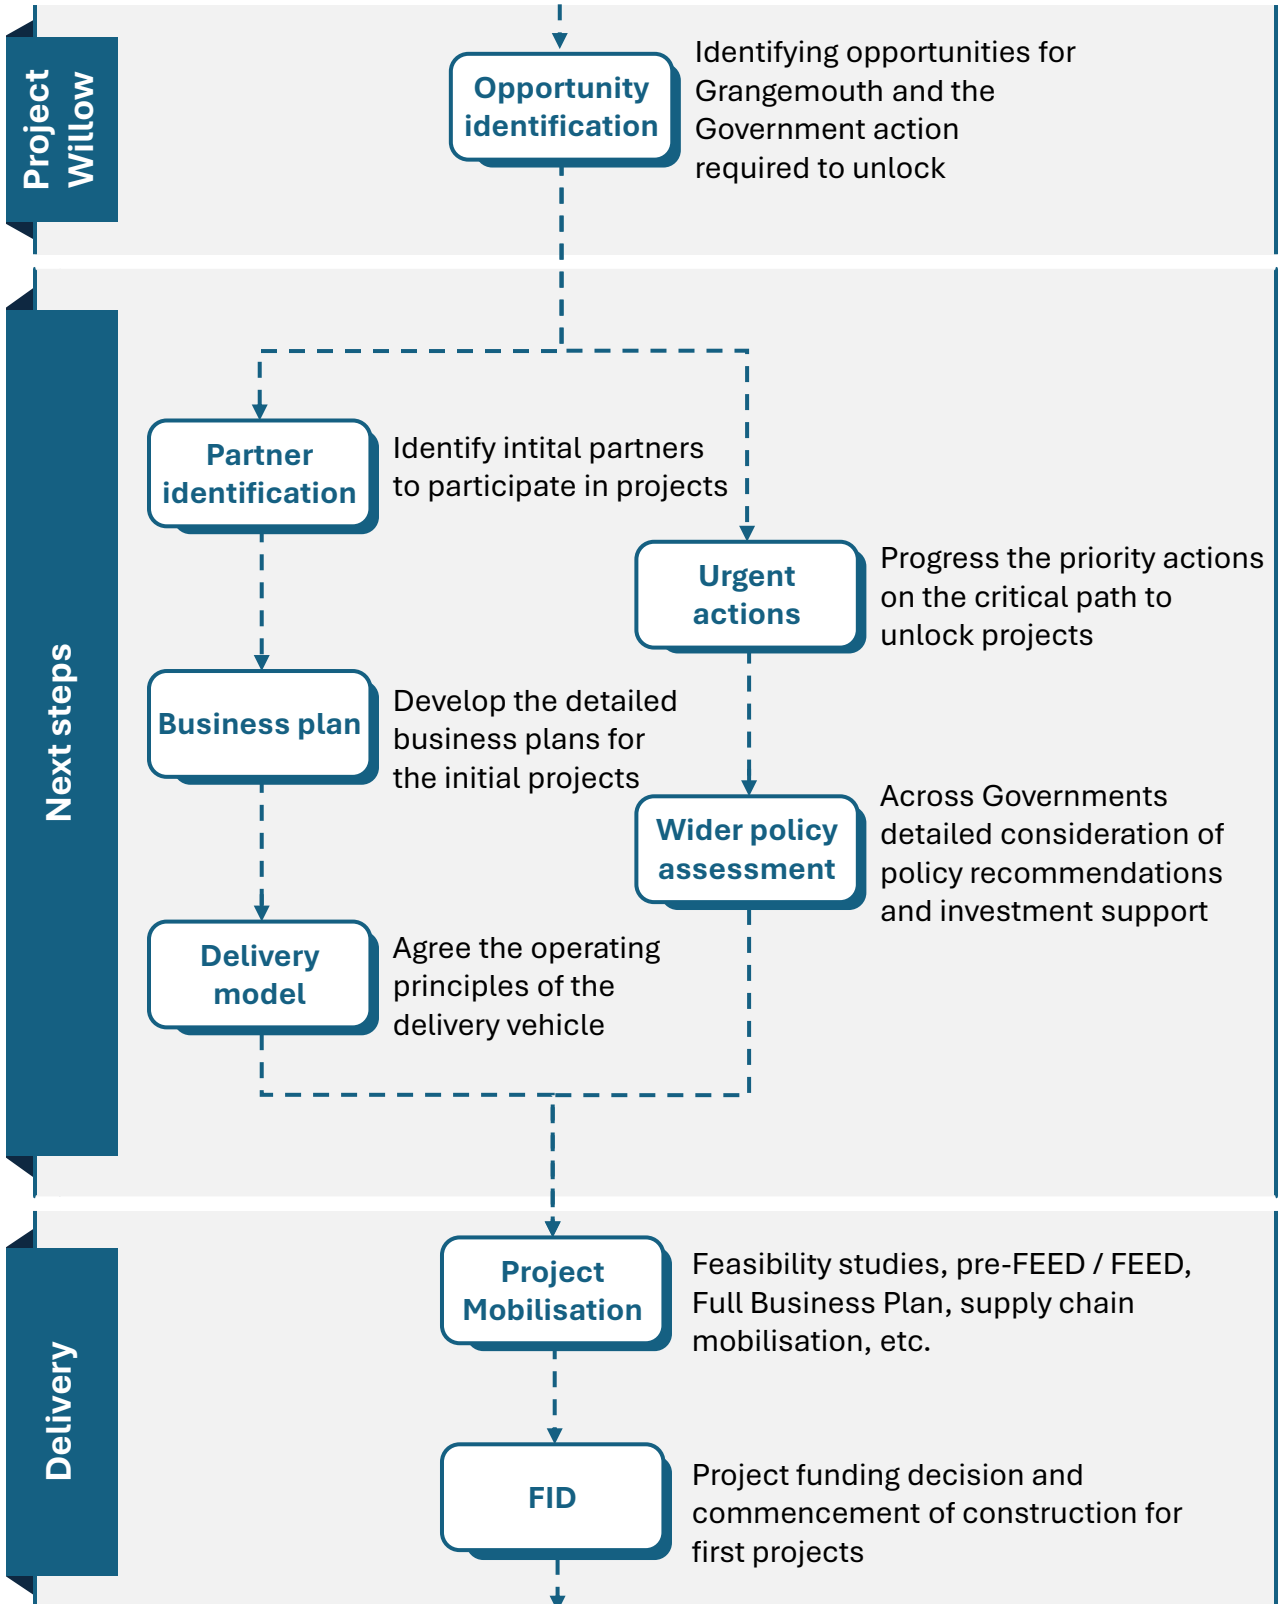 Project
Willow
Opportunity
identification
Identifying opportunities for
Grangemouth and the
Government action
required to unlock
Next steps
Partner
identification
Identify intital partners
to participate in projects
Urgent
actions
Progress the priority actions
on the critical path to
unlock projects
Business plan
Develop the detailed
business plans for
the initial projects
Wider policy
assessment
Across Governments
detailed consideration of
policy recommendations
and investment support
Delivery
model
Agree the operating
principles of the
delivery vehicle
Delivery
Project
Mobilisation
Feasibility studies, pre-FEED / FEED,
Full Business Plan, supply chain
mobilisation, etc.
FID
Project funding decision and
commencement of construction for
first projects